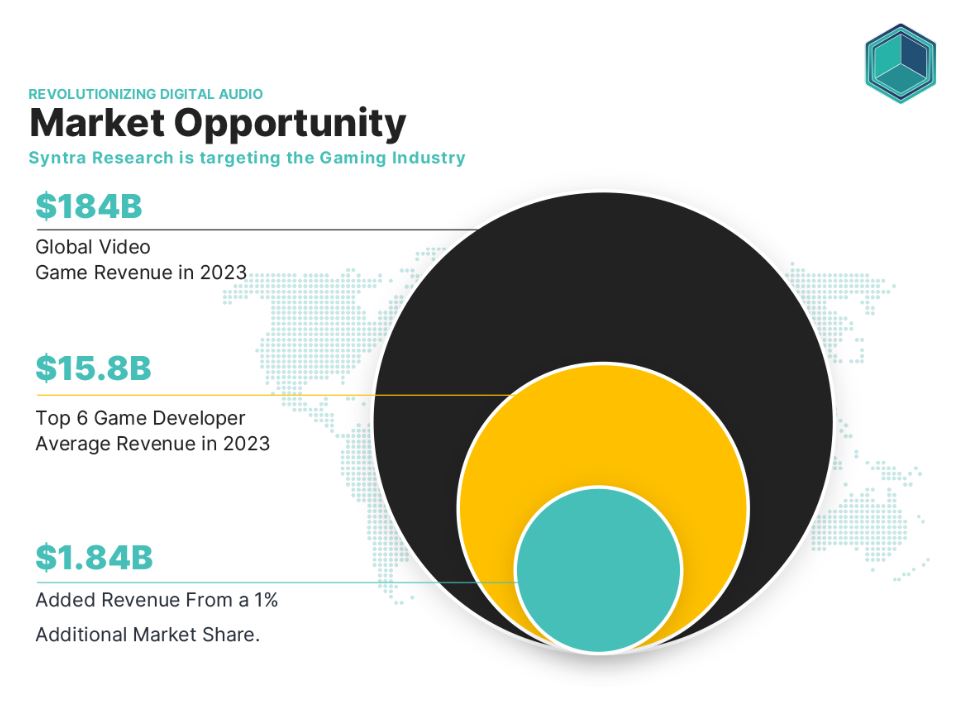 REVOLUTIONIZING DIGITAL AUDIO
Market Opportunity
Syntra Research is targeting the Gaming Industry
$184B
Global Video
Game Revenue in 2023
$15.8B
Top 6 Game Developer
Average Revenue in 2023
$1.84B
Added Revenue From a 1%
Additional Market Share.